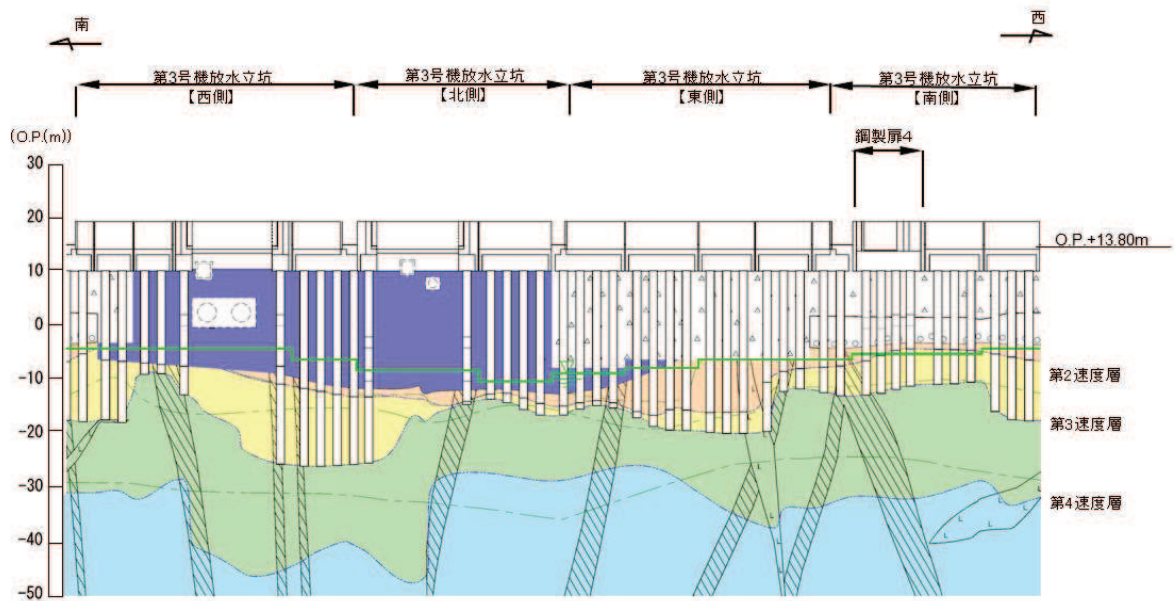 南
西
第3号機放水立坑
【西側】
第3号機放水立坑
【北側】
第3号機放水立坑
【東側】
第3号機放水立坑
【南側】
(O.P.(m))
鋼製扉4
30
20
O.P.+13.80m
10
0
-10
第2速度層
-20
第3速度層
-30
第4速度層
-40
-50